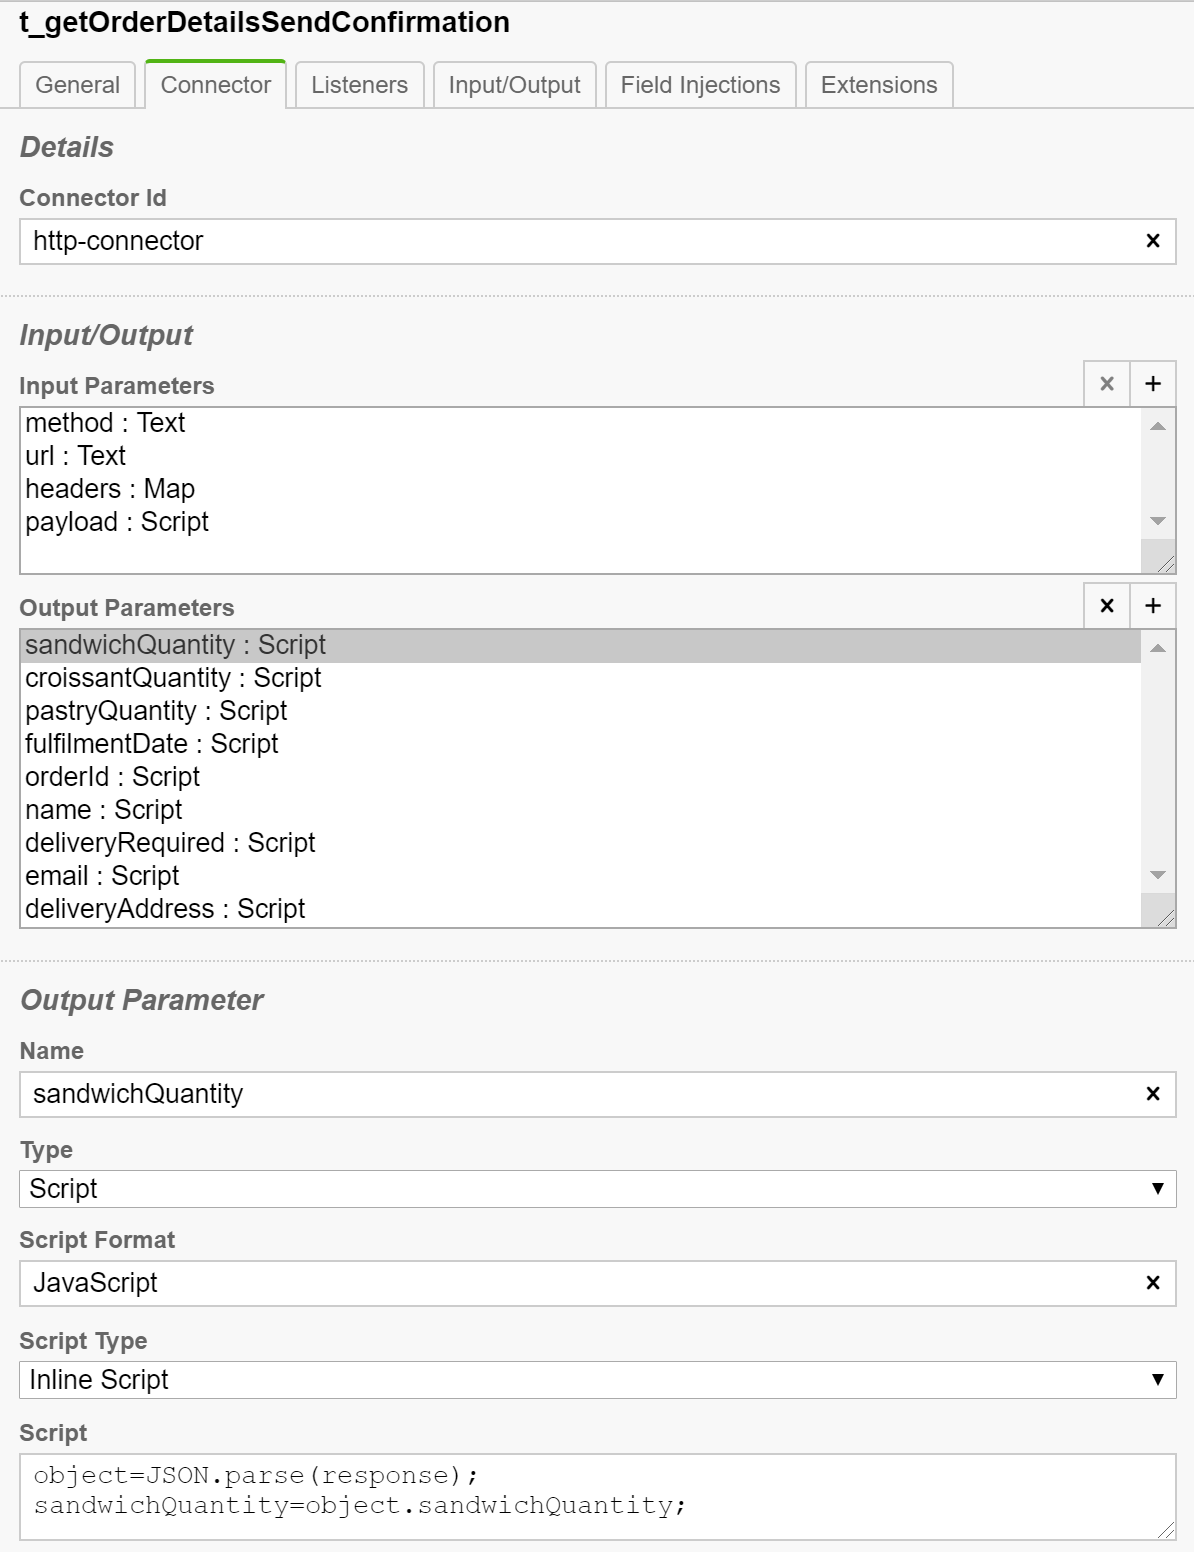 t_getOrderDetailsSendConfirmation
General Connector Listeners Input/Output Field Injections Extensions
Details
Connector Id
http-connector
Input/Output
Input Parameters
method : Text
url : Text
headers : Map
payload : Script
Output Parameters
sandwichQuantity : Script
croissantQuantity : Script
pastryQuantity : Script
fulfilmentDate : Script
orderId : Script
name : Script
deliveryRequired : Script
email : Script
deliveryAddress : Script
Output Parameter
Name
sandwichQuantity
Type
Script
Script Format
JavaScript
Script Type
Inline Script
Script
object=JSON.parse(response);
sandwichQuantity=object.sandwichQuantity;